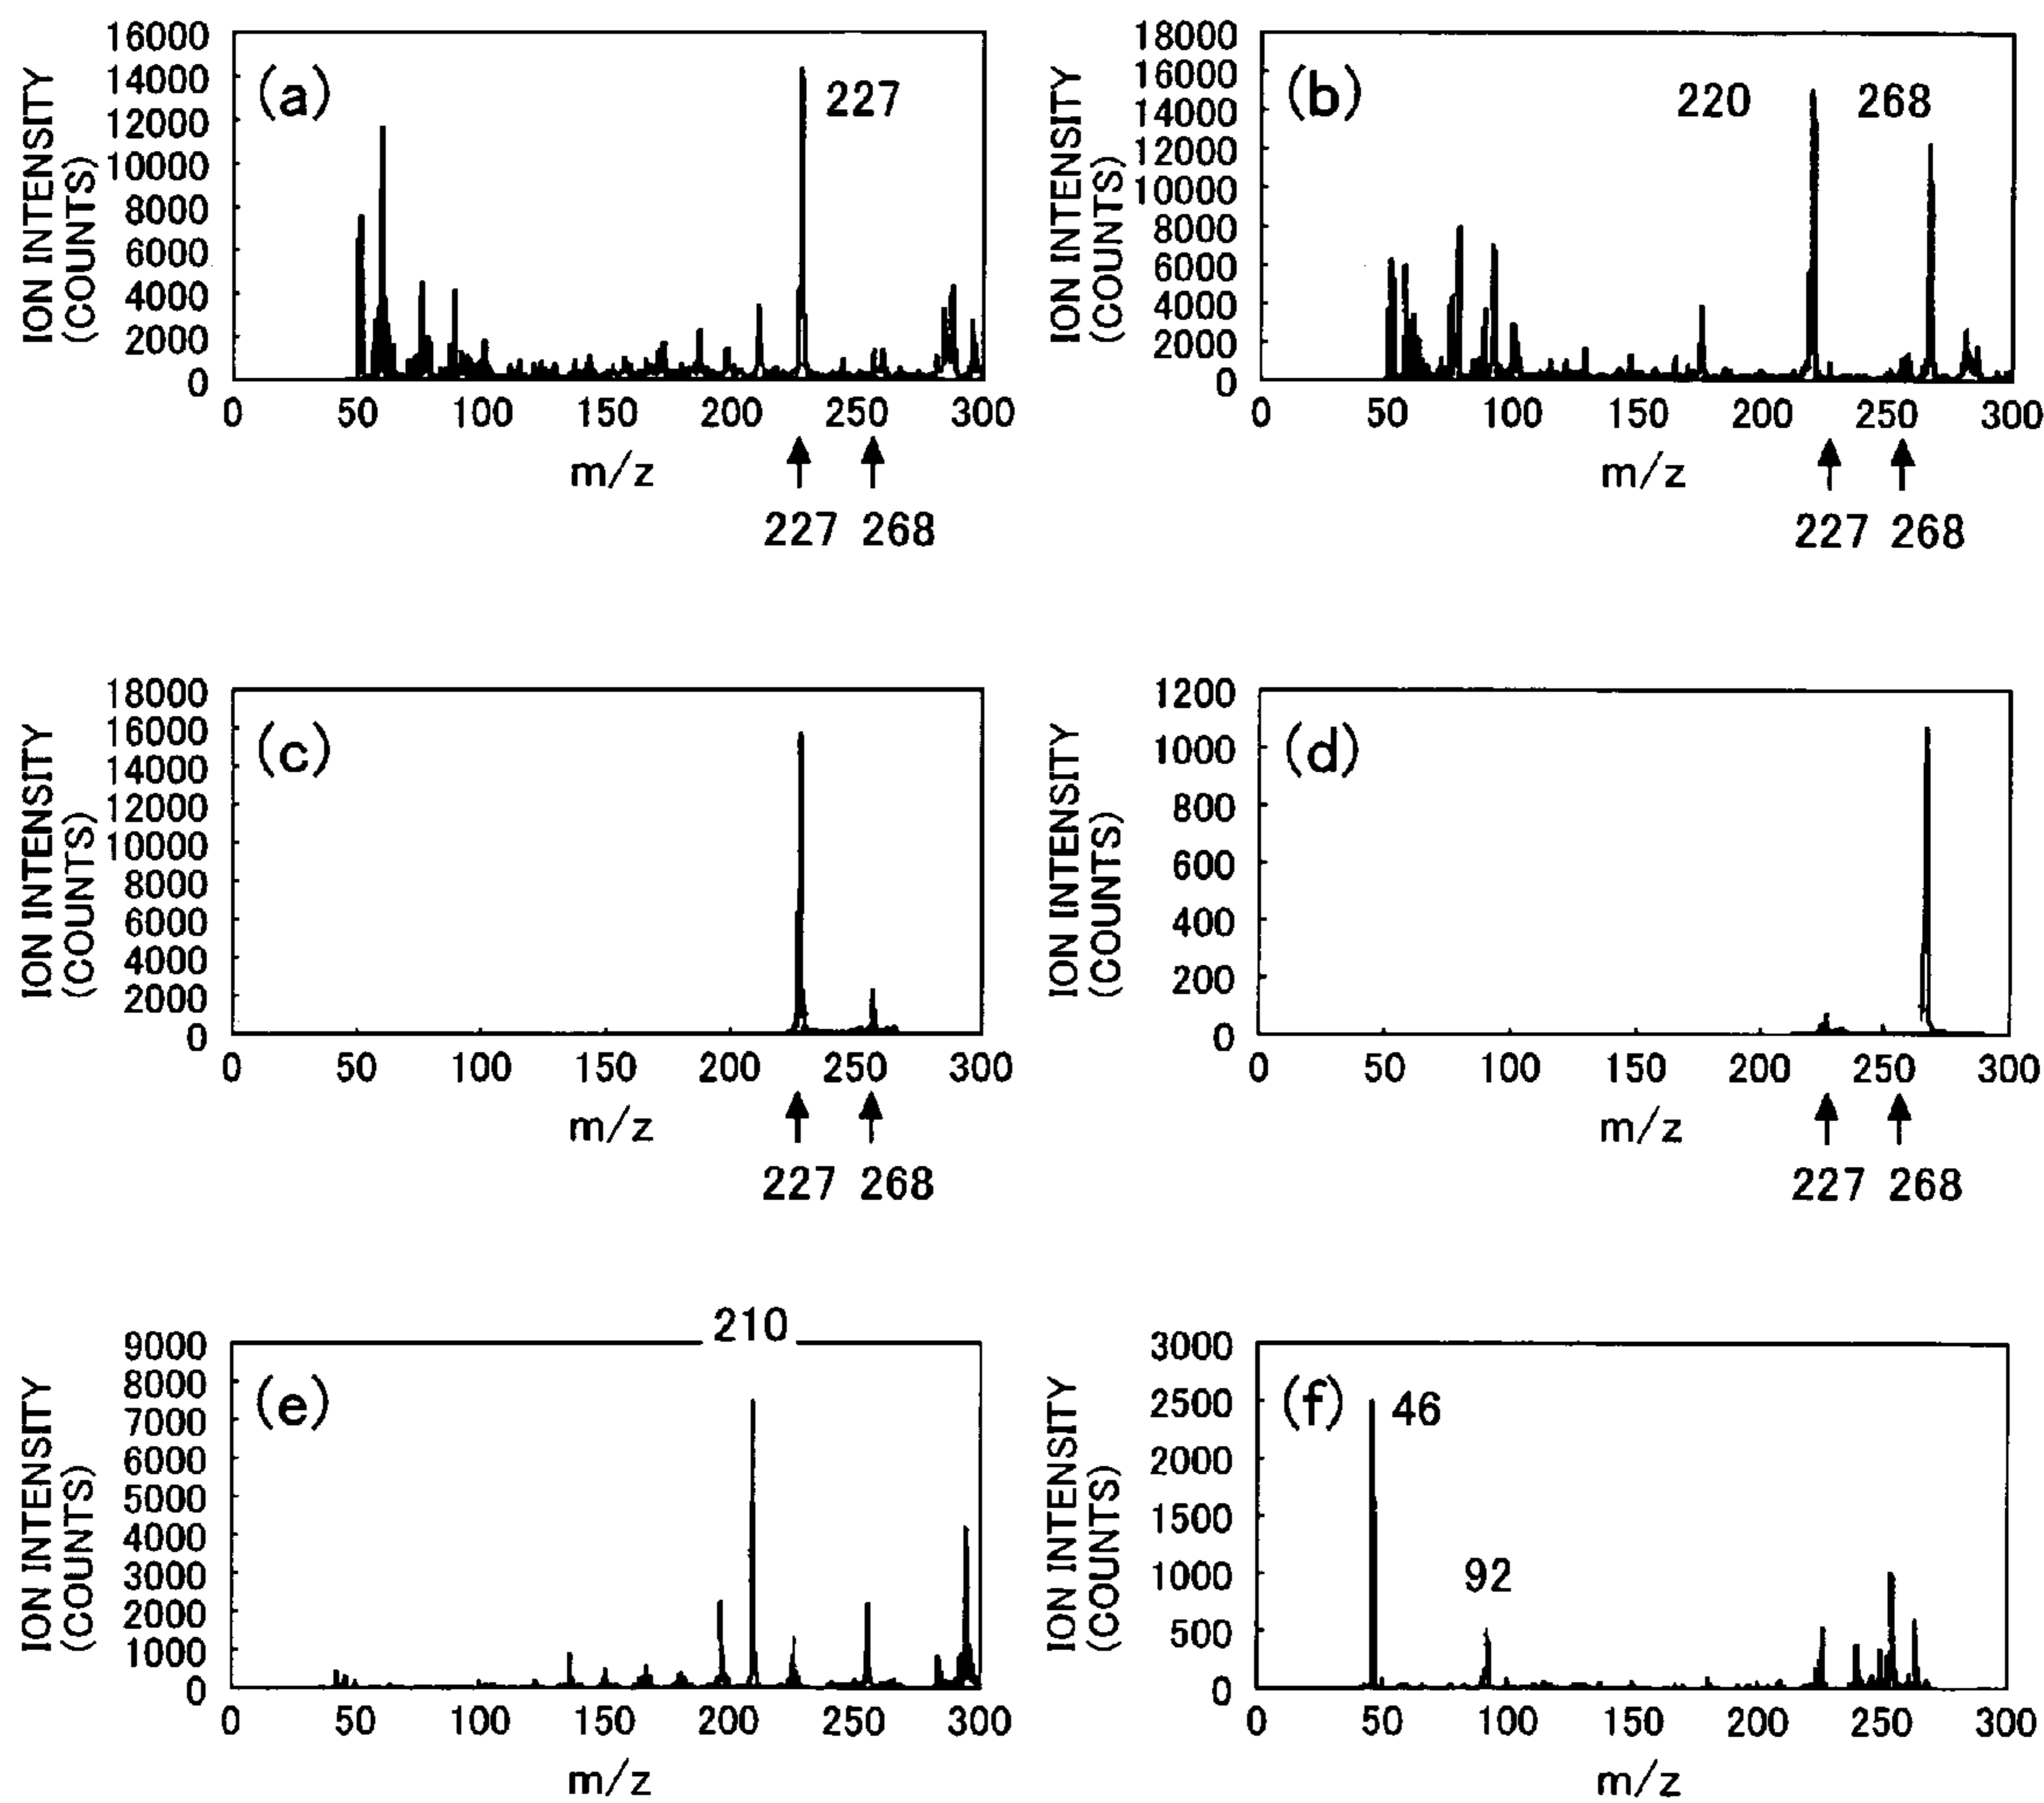 (a)
ION INTENSITY
(COUNTS)
16000
14000
12000
10000
8000
6000
4000
2000
0
227
0 50 100 150 200 250 300
m/z
227 268
(b)
ION INTENSITY
(COUNTS)
18000
16000
14000
12000
10000
8000
6000
4000
2000
0
220 268
0 50 100 150 200 250 300
m/z
227 268
(c)
ION INTENSITY
(COUNTS)
18000
16000
14000
12000
10000
8000
6000
4000
2000
0
0 50 100 150 200 250 300
m/z
227 268
(d)
ION INTENSITY
(COUNTS)
1200
1000
800
600
400
200
0
0 50 100 150 200 250 300
m/z
227 268
(e)
ION INTENSITY
(COUNTS)
210
9000
8000
7000
6000
5000
4000
3000
2000
1000
0
0 50 100 150 200 250 300
m/z
(f)
ION INTENSITY
(COUNTS)
3000
2500
2000
1500
1000
500
0
46
92
0 50 100 150 200 250 300
m/z